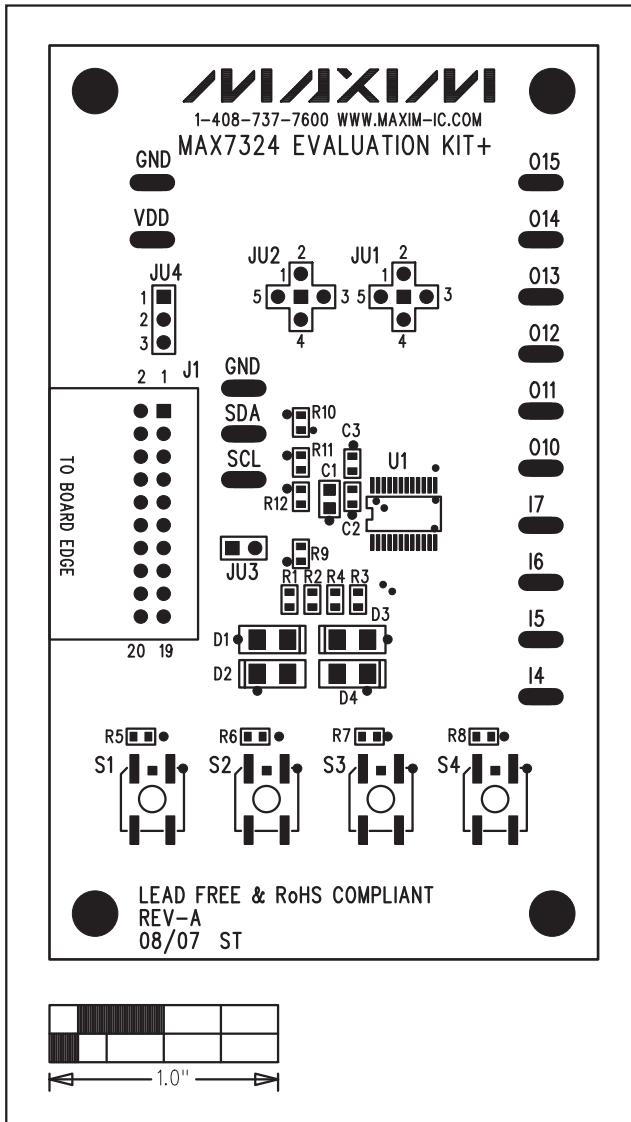 MAXIM
1-408-737-7600 WWW.MAXIM-IC.COM
MAX7324 EVALUATION KIT+
GND
O15
VDD
O14
JU4
JU2
2
JU1
2
O13
1
1
1
5
3
5
3
2
O12
3
4
4
2 1
J1
GND
O11
SDA
R10
SCL
R11
C3
U1
O10
R12
C1
C2
I7
TO BOARD EDGE
JU3
R9
I6
R1 R2 R4 R3
D3
I5
20 19
D1
D2
D4
I4
R5
R6
R7
R8
S1
S2
S3
S4
LEAD FREE & RoHS COMPLIANT
REV-A
08/07 ST
1.0"